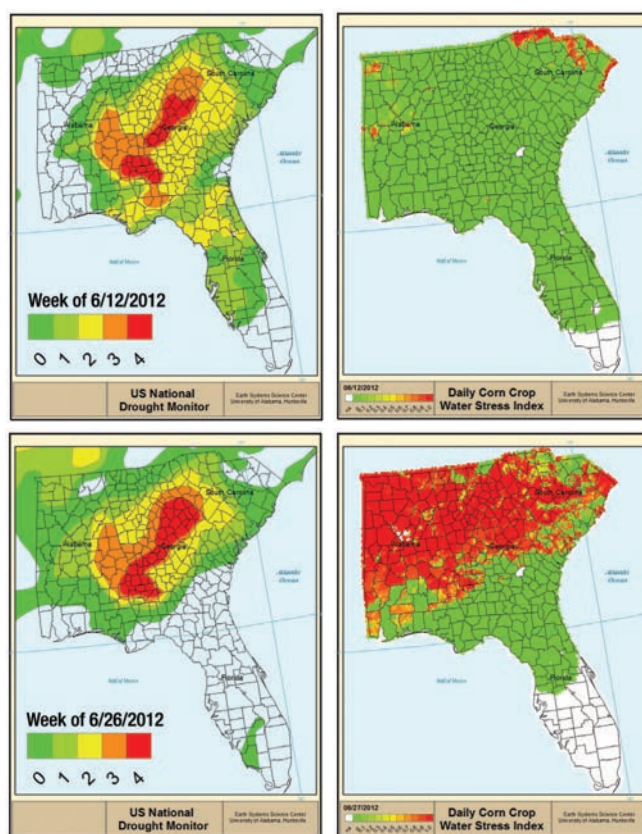 South Carolina
Alabama
Georgia
Atlantic
Ocean
Gulf of Mexico
Florida
Week of 6/12/2012
0 1 2 3 4
US National
Drought Monitor
Earth Systems Science Center
University of Alabama, Huntsville
South Carolina
Alabama
Georgia
Atlantic
Ocean
Gulf of Mexico
Florida
06/12/2012
Daily Corn Crop
Water Stress Index
Earth Systems Science Center
University of Alabama, Huntsville
South Carolina
Alabama
Georgia
Atlantic
Ocean
Gulf of Mexico
Florida
Week of 6/26/2012
0 1 2 3 4
US National
Drought Monitor
Earth Systems Science Center
University of Alabama, Huntsville
South Carolina
Alabama
Georgia
Atlantic
Ocean
Gulf of Mexico
Florida
06/27/2012
Daily Corn Crop
Water Stress Index
Earth Systems Science Center
University of Alabama, Huntsville